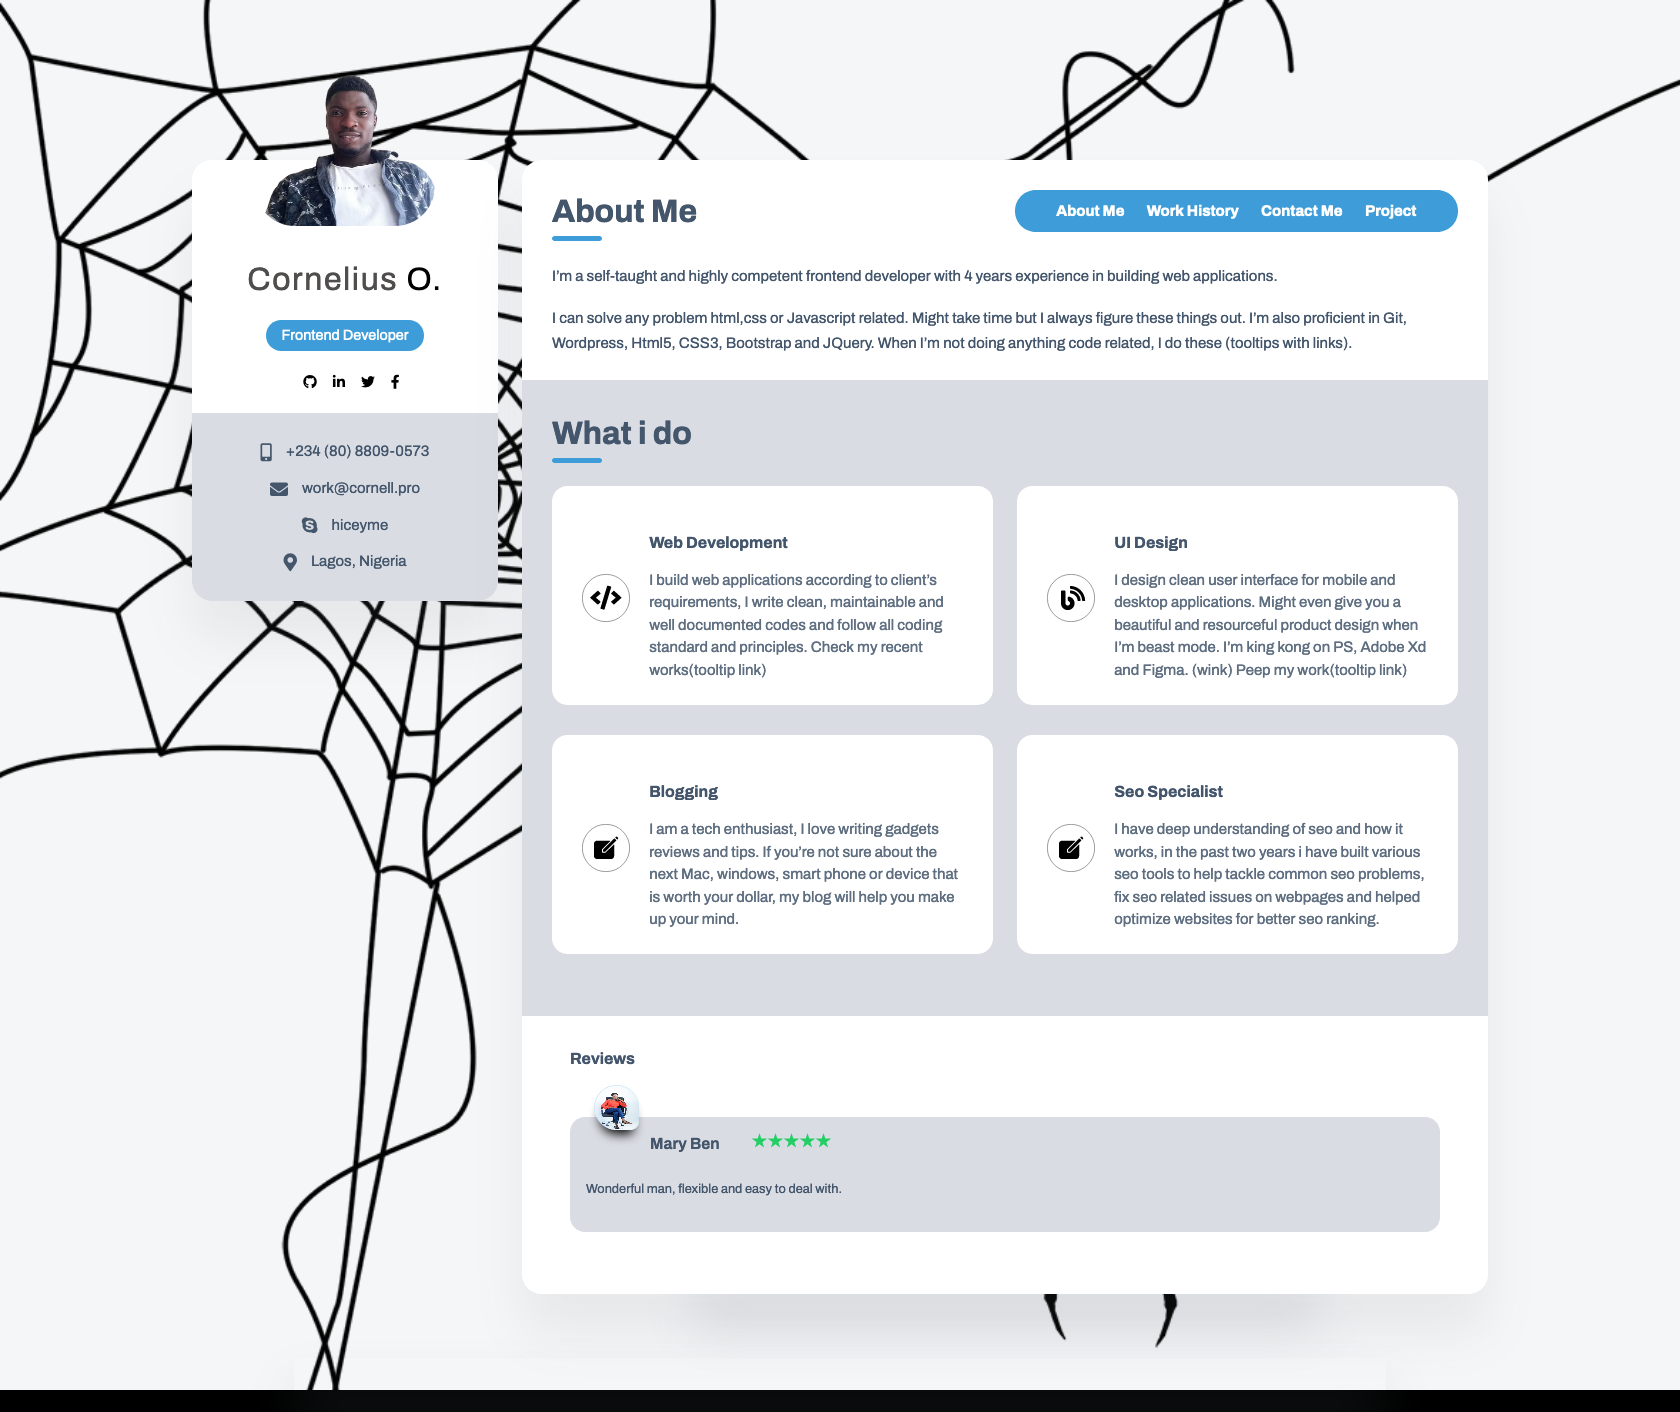 Cornelius O.
Frontend Developer
+234 (80) 8809-0573
work@cornell.pro
hiceyme
Lagos, Nigeria
About Me
About Me Work History Contact Me Project
I'm a self-taught and highly competent frontend developer with 4 years experience in building web applications.
I can solve any problem html,css or Javascript related. Might take time but I always figure these things out. I'm also proficient in Git,
Wordpress, Html5, CSS3, Bootstrap and JQuery. When I'm not doing anything code related, I do these (tooltips with links).
What i do
Web Development
I build web applications according to client's
requirements, I write clean, maintainable and
well documented codes and follow all coding
standard and principles. Check my recent
works(tooltip link)
UI Design
I design clean user interface for mobile and
desktop applications. Might even give you a
beautiful and resourceful product design when
I'm beast mode. I'm king kong on PS, Adobe Xd
and Figma. (wink) Peep my work(tooltip link)
Blogging
I am a tech enthusiast, I love writing gadgets
reviews and tips. If you're not sure about the
next Mac, windows, smart phone or device that
is worth your dollar, my blog will help you make
up your mind.
Seo Specialist
I have deep understanding of seo and how it
works, in the past two years i have built various
seo tools to help tackle common seo problems,
fix seo related issues on webpages and helped
optimize websites for better seo ranking.
Reviews
Mary Ben ★★★★★
Wonderful man, flexible and easy to deal with.